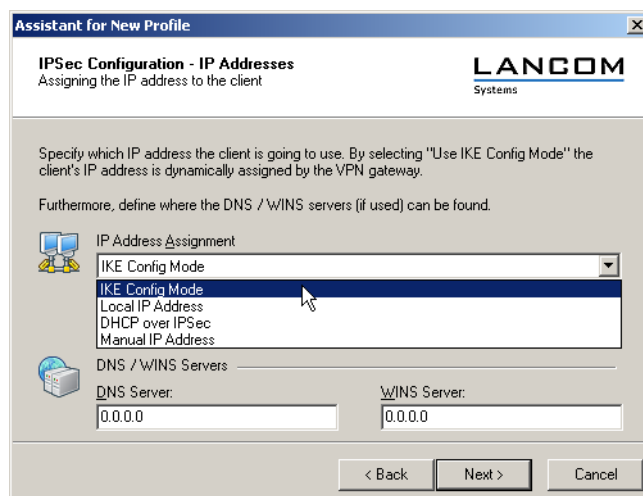 Assistant for New Profile
IPSec Configuration - IP Addresses
Assigning the IP address to the client
LANCOM
Systems
Specify which IP address the client is going to use. By selecting "Use IKE Config Mode" the
client's IP address is dynamically assigned by the VPN gateway.
Furthermore, define where the DNS / WINS servers (if used) can be found.
IP Address Assignment
IKE Config Mode
IKE Config Mode
Local IP Address
DHCP over IPSec
Manual IP Address
DNS / WINS Servers
DNS Server: WINS Server:
0.0.0.0 0.0.0.0
< Back Next > Cancel